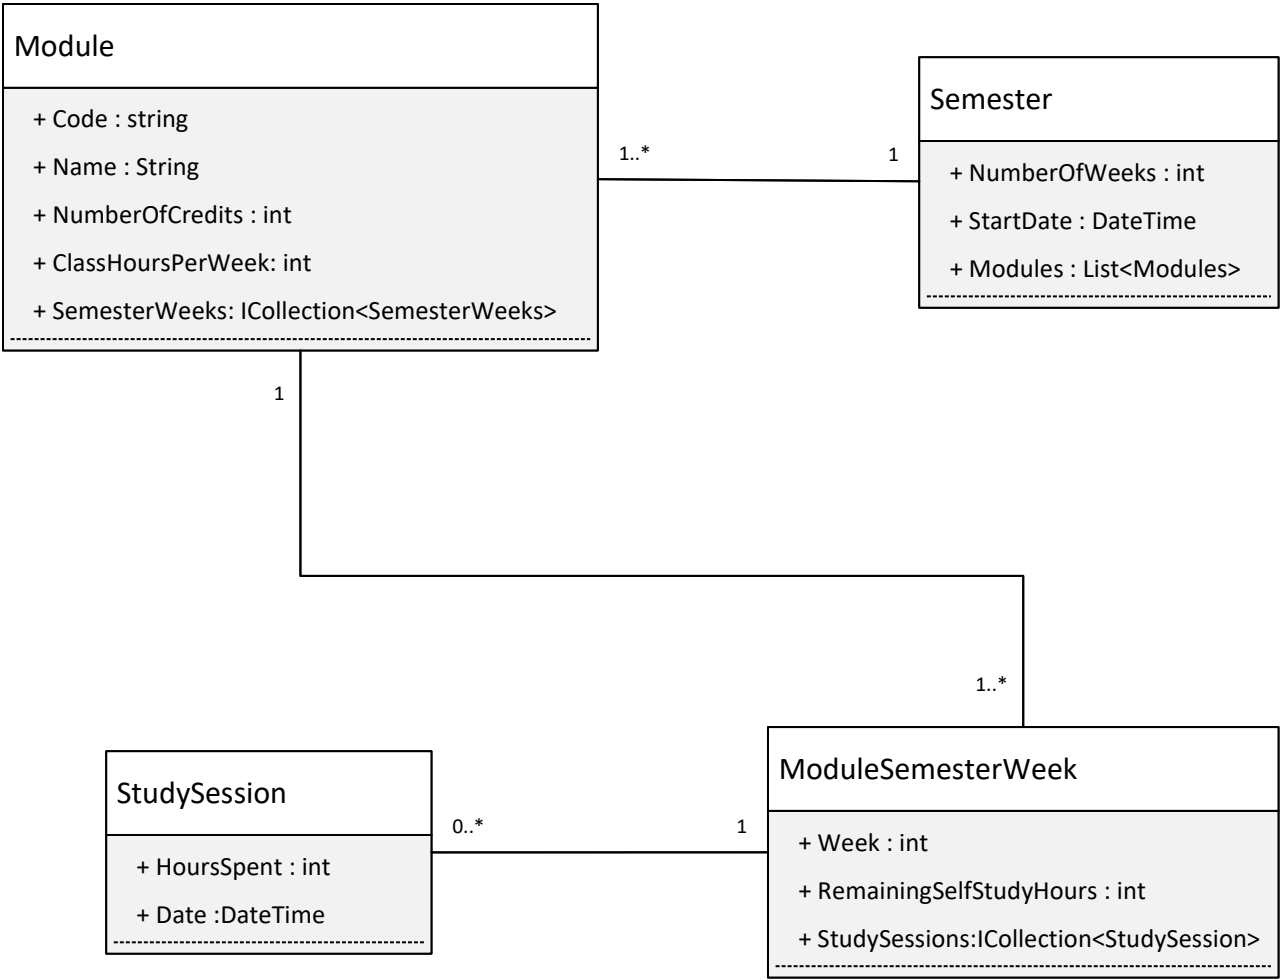 Module
+ Code : string
+ Name : String
+ NumberOfCredits : int
+ ClassHoursPerWeek: int
+ SemesterWeeks: ICollection<SemesterWeeks>
1..*
1
Semester
+ NumberOfWeeks : int
+ StartDate : DateTime
+ Modules : List<Modules>
1
1..*
StudySession
+ HoursSpent : int
+ Date :DateTime
0..*
1
ModuleSemesterWeek
+ Week : int
+ RemainingSelfStudyHours : int
+ StudySessions:ICollection<StudySession>